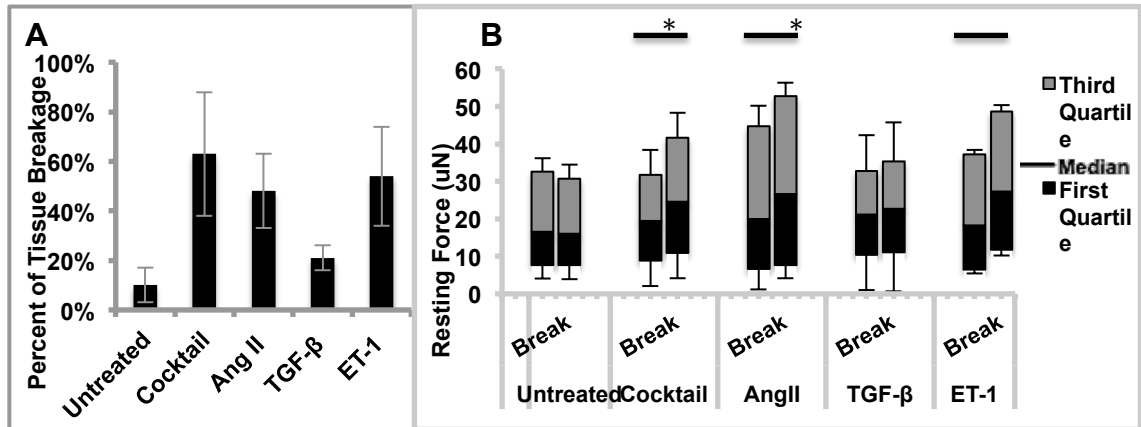 A
Percent of Tissue Breakage
100%
80%
60%
40%
20%
0%
Untreated
Cocktail
Ang II
TGF-β
ET-1
B
*
*
Resting Force (uN)
60
50
40
30
20
10
0
Break
Break
Break
Break
Break
Untreated
Cocktail
AngII
TGF-β
ET-1
Third
Quartil
e
Median
First
Quartil
e